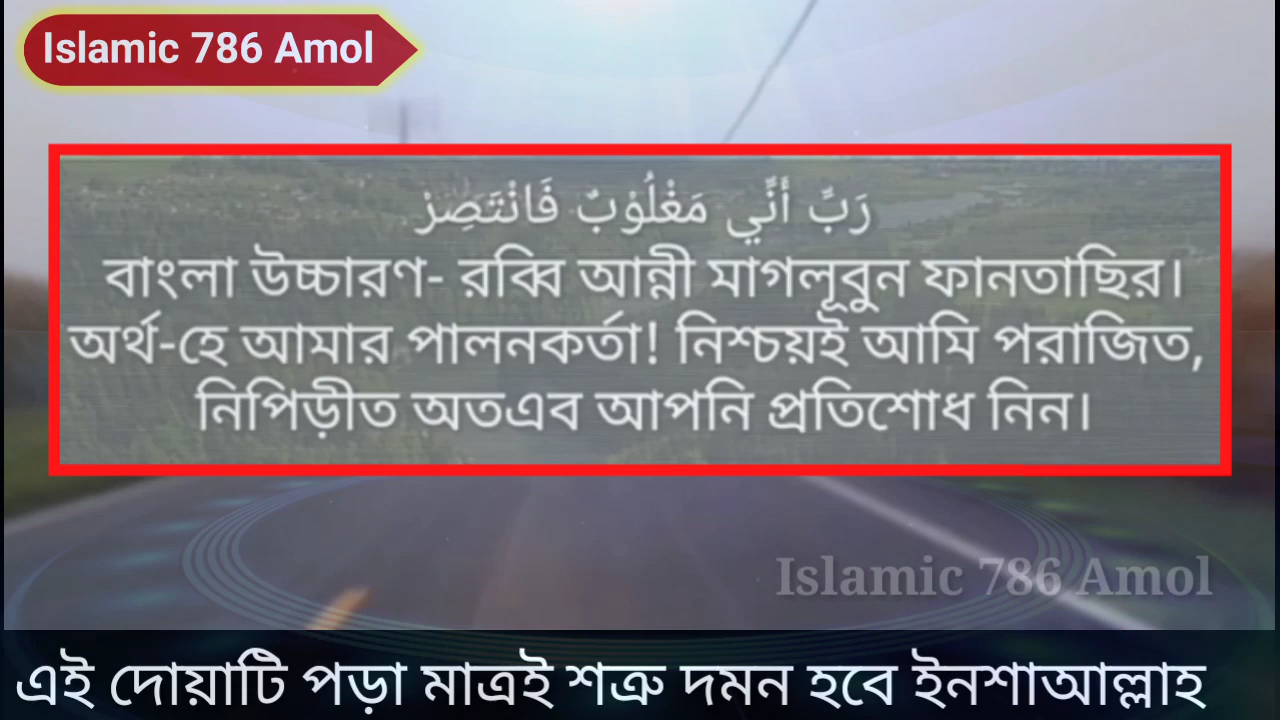 Islamic 786 Amol
رَبِّ أَنِّي مَغْلُوْبٌ فَانْتَصِرْ
বাংলা উচ্চারণ- রব্বি আন্নী মাগলূবুন ফানতাছির।
অর্থ-হে আমার পালনকর্তা! নিশ্চয়ই আমি পরাজিত,
নিপিড়ীত অতএব আপনি প্রতিশোধ নিন।
Islamic 786 Amol
এই দোয়াটি পড়া মাত্রই শত্রু দমন হবে ইনশাআল্লাহ